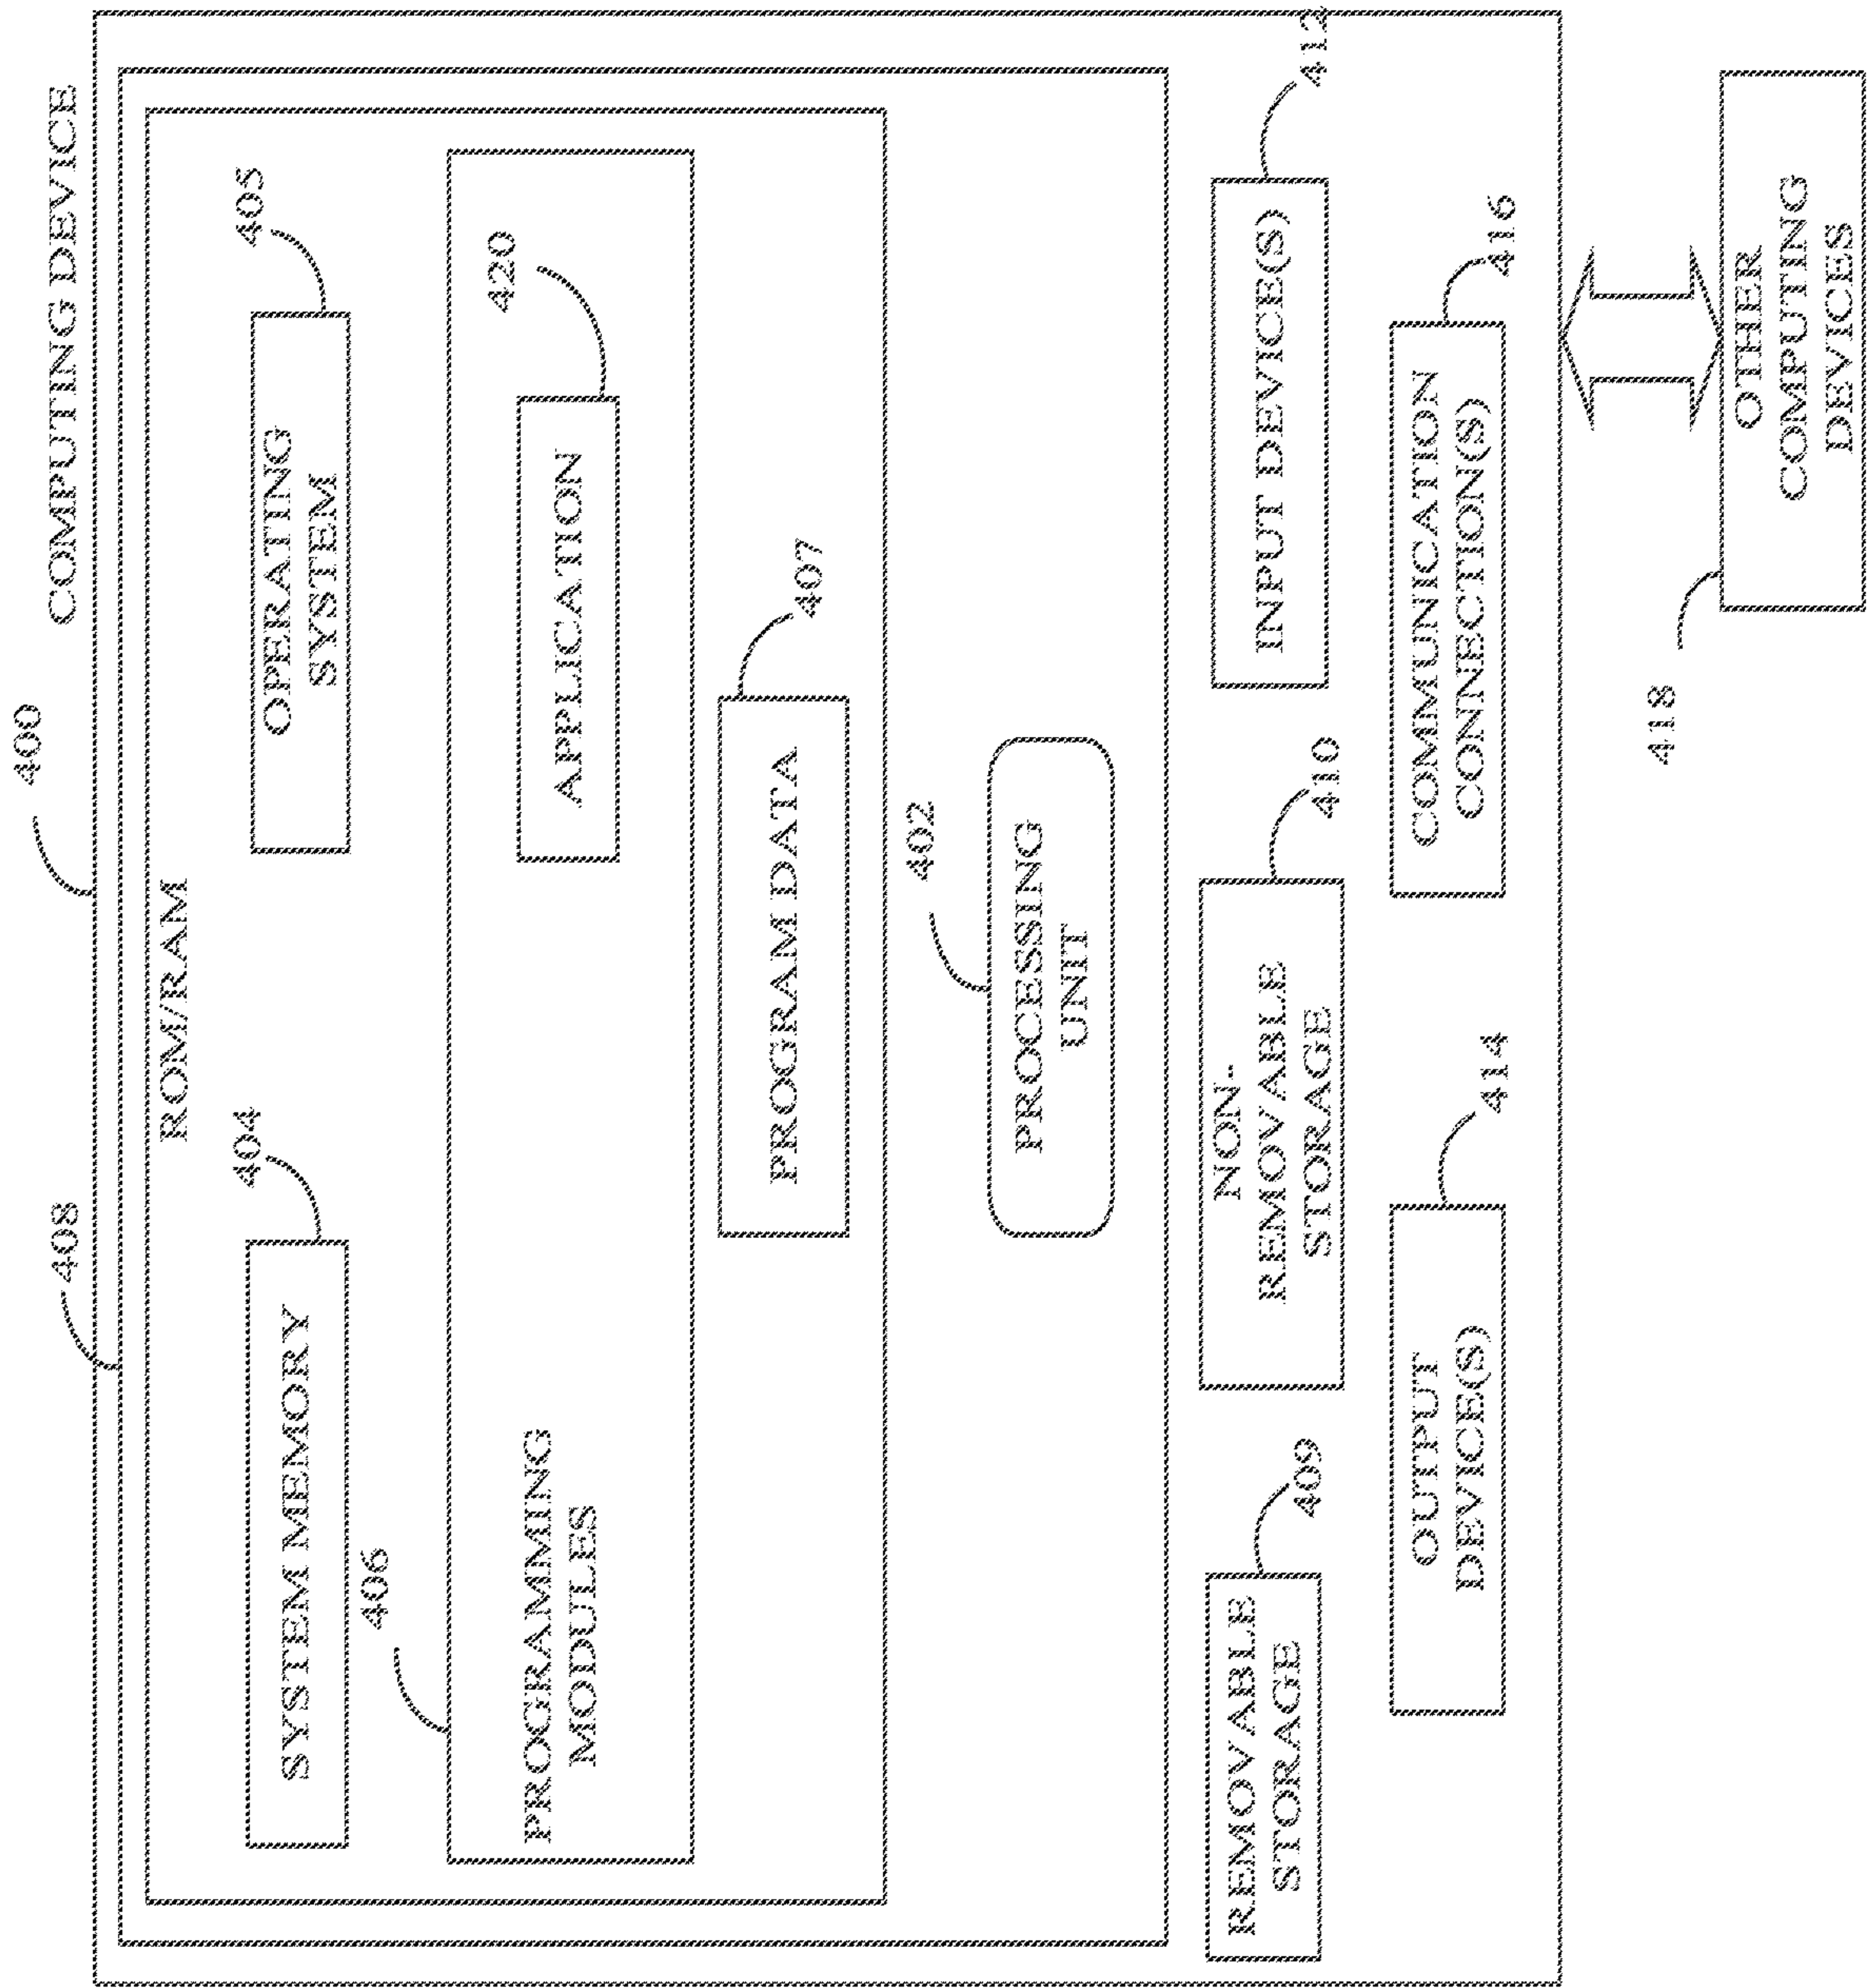 400
COMPUTING DEVICE
408
ROM/RAM
404
SYSTEM MEMORY
405
OPERATING
SYSTEM
406
PROGRAMMING
MODULES
420
APPLICATION
407
PROGRAM DATA
402
PROCESSING
UNIT
409
REMOVABLE
STORAGE
410
NON-
REMOVABLE
STORAGE
412
INPUT DEVICE(S)
414
OUTPUT
DEVICE(S)
416
COMMUNICATION
CONNECTION(S)
418
OTHER
COMPUTING
DEVICES